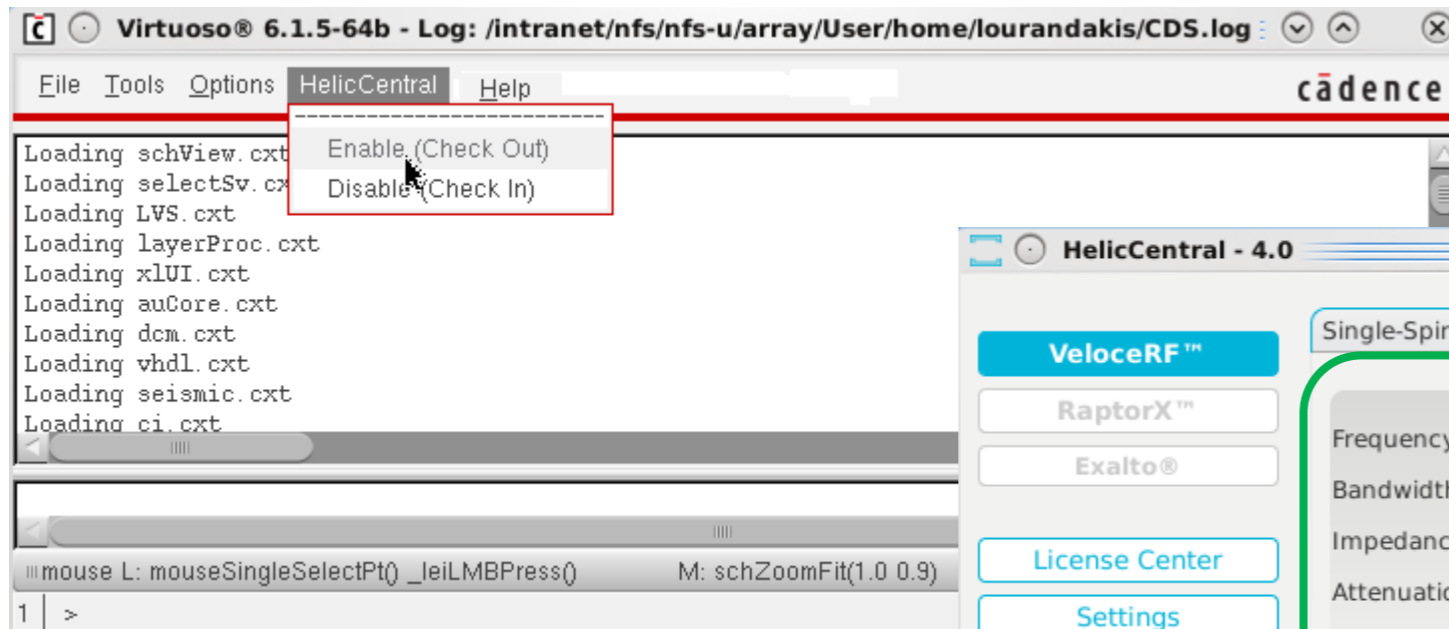 Virtuoso® 6.1.5-64b - Log: /intranet/nfs/nfs-u/array/User/home/lourandakis/CDS.log
File Tools Options HelicCentral Help
cādence
Enable (Check Out)
Disable (Check In)
Loading schView.cxt
Loading selectSv.cx
Loading LVS.cxt
Loading layerProc.cxt
Loading xlUI.cxt
Loading auCore.cxt
Loading dcm.cxt
Loading vhdl.cxt
Loading seismic.cxt
Loading ci.cxt
mouse L: mouseSingleSelectPt() _leiLMBPress() M: schZoomFit(1.0 0.9)
1 >
HelicCentral - 4.0
VeloceRF™
RaptorX™
Exalto®
License Center
Settings
Single-Spir
Frequency
Bandwidth
Impedanc
Attenuatio